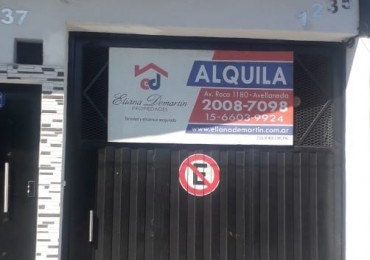 37
1235
ALQUILA
Av. Roca 1180 - Avellaneda
Eliana Demartin
PROPIEDADES
2008-7098
15-6603-9924
www.elianademartin.com.ar
E